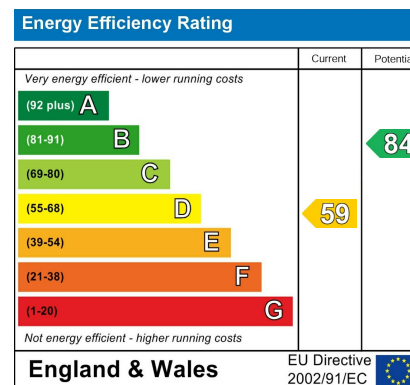 Energy Efficiency Rating
Current Potentia
Very energy efficient - lower running costs
(92 plus) A
(81-91) B
84
(69-80) C
(55-68) D
59
(39-54) E
(21-38) F
(1-20) G
Not energy efficient - higher running costs
England & Wales
EU Directive
2002/91/EC